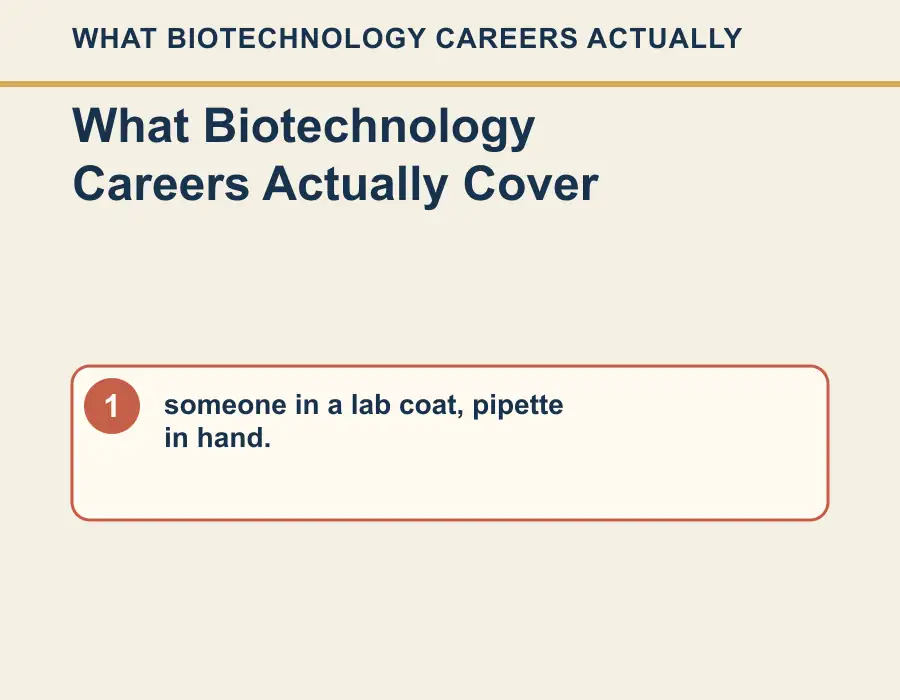 WHAT BIOTECHNOLOGY CAREERS ACTUALLY
What Biotechnology
Careers Actually Cover
1
someone in a lab coat, pipette
in hand.